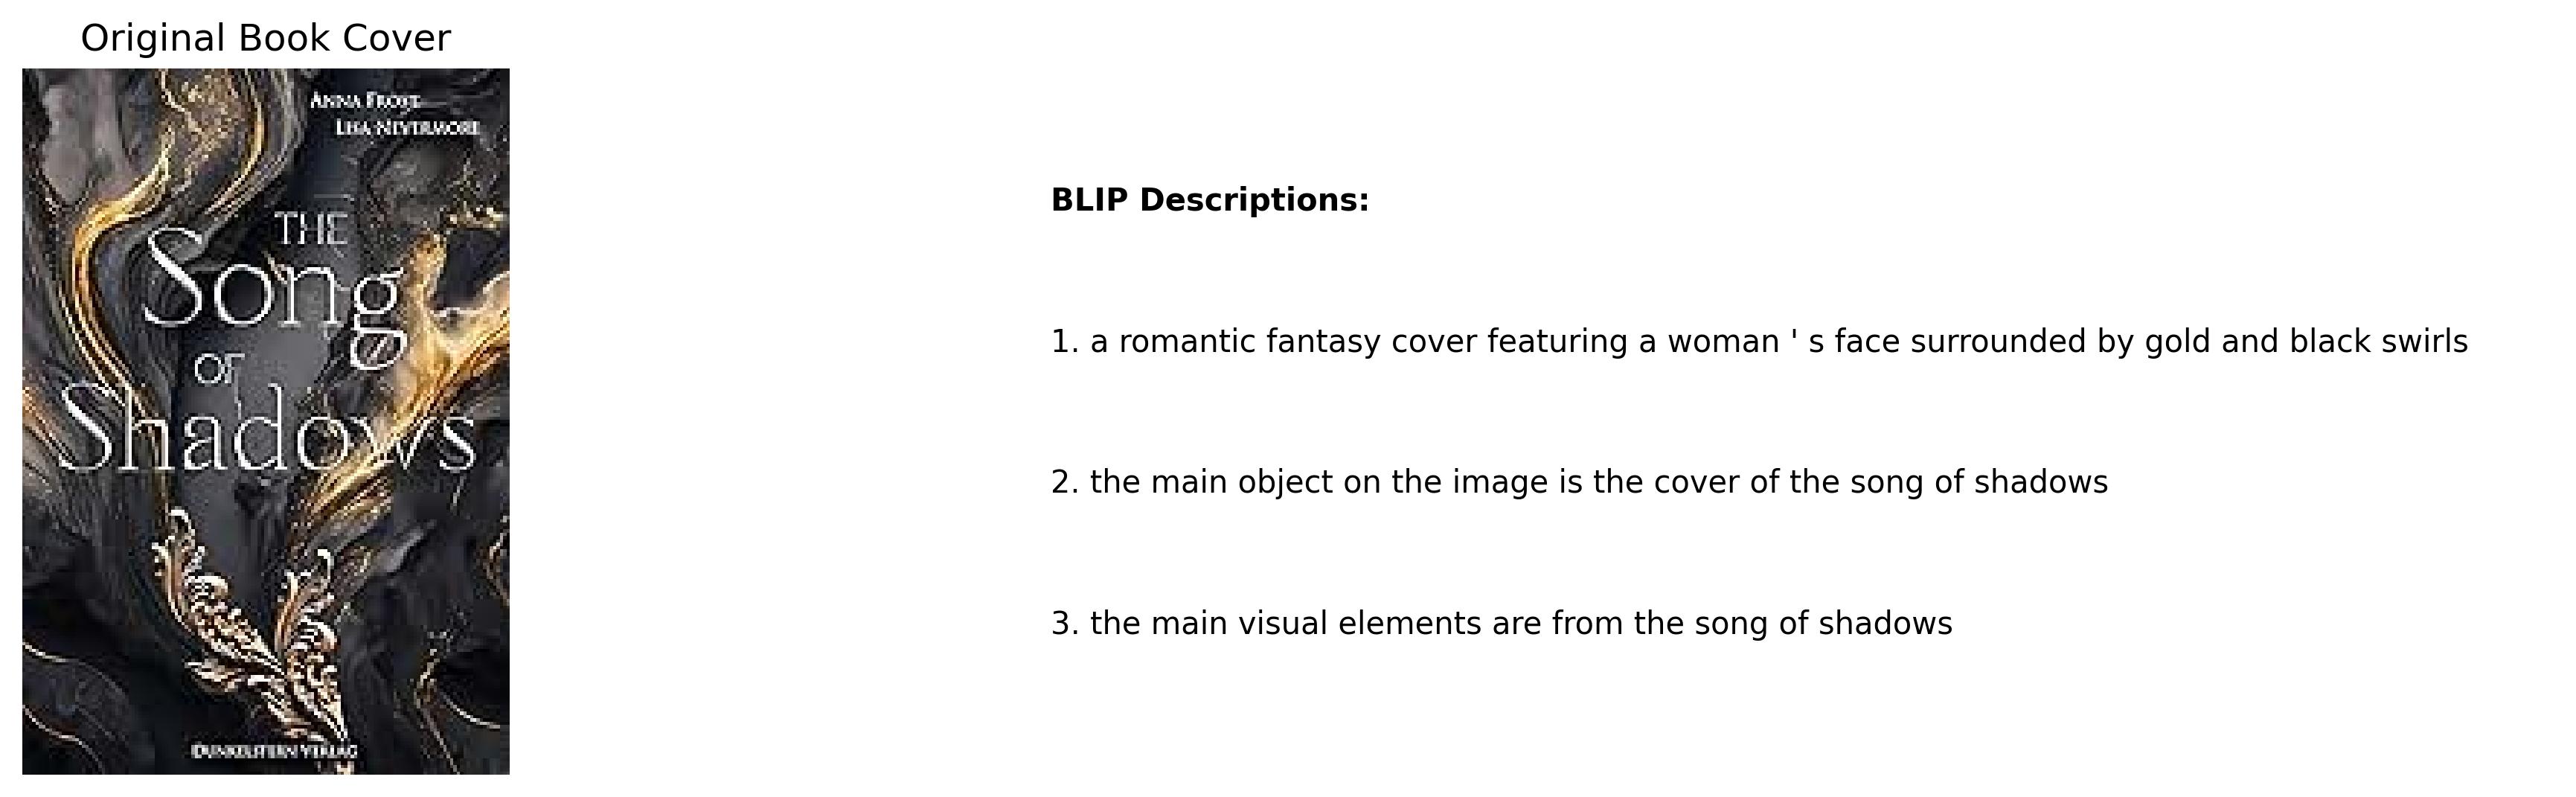 Original Book Cover
ANNA FROST
LISA NEVERMORE
THE
Song
OF
Shadows
DUNKELSTERN VERLAG
BLIP Descriptions:
1. a romantic fantasy cover featuring a woman ' s face surrounded by gold and black swirls
2. the main object on the image is the cover of the song of shadows
3. the main visual elements are from the song of shadows